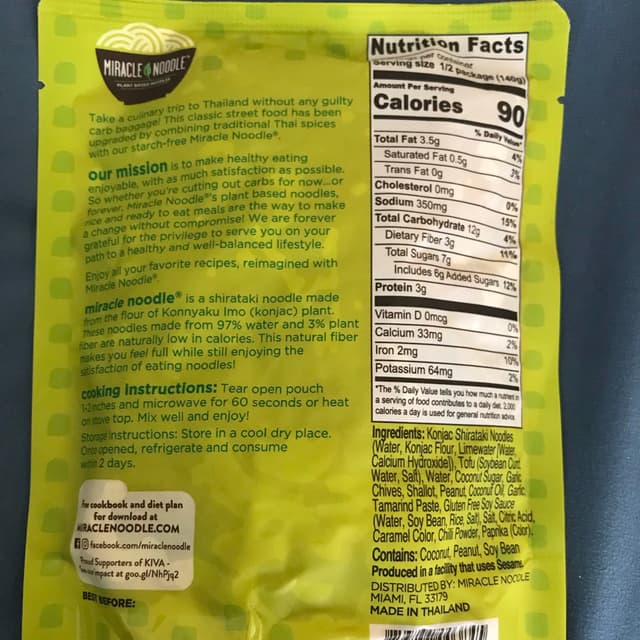 MIRACLE NOODLE™
PLANT BASED NOODLES
Take a culinary trip to Thailand without any guilty
carb baggage! This classic street food has been
upgraded by combining traditional Thai spices
with our starch-free Miracle Noodle®.
our mission is to make healthy eating
enjoyable, with as much satisfaction as possible.
So whether you're cutting out carbs for now...or
forever, Miracle Noodle®'s plant based noodles,
rice and ready to eat meals are the way to make
a change without compromise! We are forever
grateful for the privilege to serve you on your
path to a healthy and well-balanced lifestyle.
Enjoy all your favorite recipes, reimagined with
Miracle Noodle®.
miracle noodle® is a shirataki noodle made
from the flour of Konnyaku Imo (konjac) plant.
These noodles made from 97% water and 3% plant
fiber are naturally low in calories. This natural fiber
makes you feel full while still enjoying the
satisfaction of eating noodles!
cooking instructions: Tear open pouch
1-2 inches and microwave for 60 seconds or heat
on stove top. Mix well and enjoy!
Storage instructions: Store in a cool dry place.
Once opened, refrigerate and consume
within 2 days.
For cookbook and diet plan
for download at
MIRACLENOODLE.COM
facebook.com/miraclenoodle
Proud Supporters of KIVA -
impact at goo.gl/NhPjq2
BEST BEFORE:
Nutrition Facts
per container
Serving size 1/2 package (140g)
Amount Per Serving
Calories 90
% Daily Value*
Total Fat 3.5g 4%
Saturated Fat 0.5g 3%
Trans Fat 0g
Cholesterol 0mg 0%
Sodium 350mg 15%
Total Carbohydrate 12g 4%
Dietary Fiber 3g 11%
Total Sugars 7g
Includes 6g Added Sugars 12%
Protein 3g
Vitamin D 0mcg 0%
Calcium 33mg 2%
Iron 2mg 10%
Potassium 64mg 2%
*The % Daily Value tells you how much a nutrient in
a serving of food contributes to a daily diet. 2,000
calories a day is used for general nutrition advice.
Ingredients: Konjac Shirataki Noodles
(Water, Konjac Flour, Limewater [Water,
Calcium Hydroxide]), Tofu (Soybean Curd,
Water, Salt), Water, Coconut Sugar, Garlic
Chives, Shallot, Peanut, Coconut Oil, Garlic,
Tamarind Paste, Gluten Free Soy Sauce
(Water, Soy Bean, Rice, Salt), Salt, Citric Acid,
Caramel Color, Chili Powder, Paprika (Color).
Contains: Coconut, Peanut, Soy Bean
Produced in a facility that uses Sesame.
DISTRIBUTED BY: MIRACLE NOODLE
MIAMI, FL 33179
MADE IN THAILAND